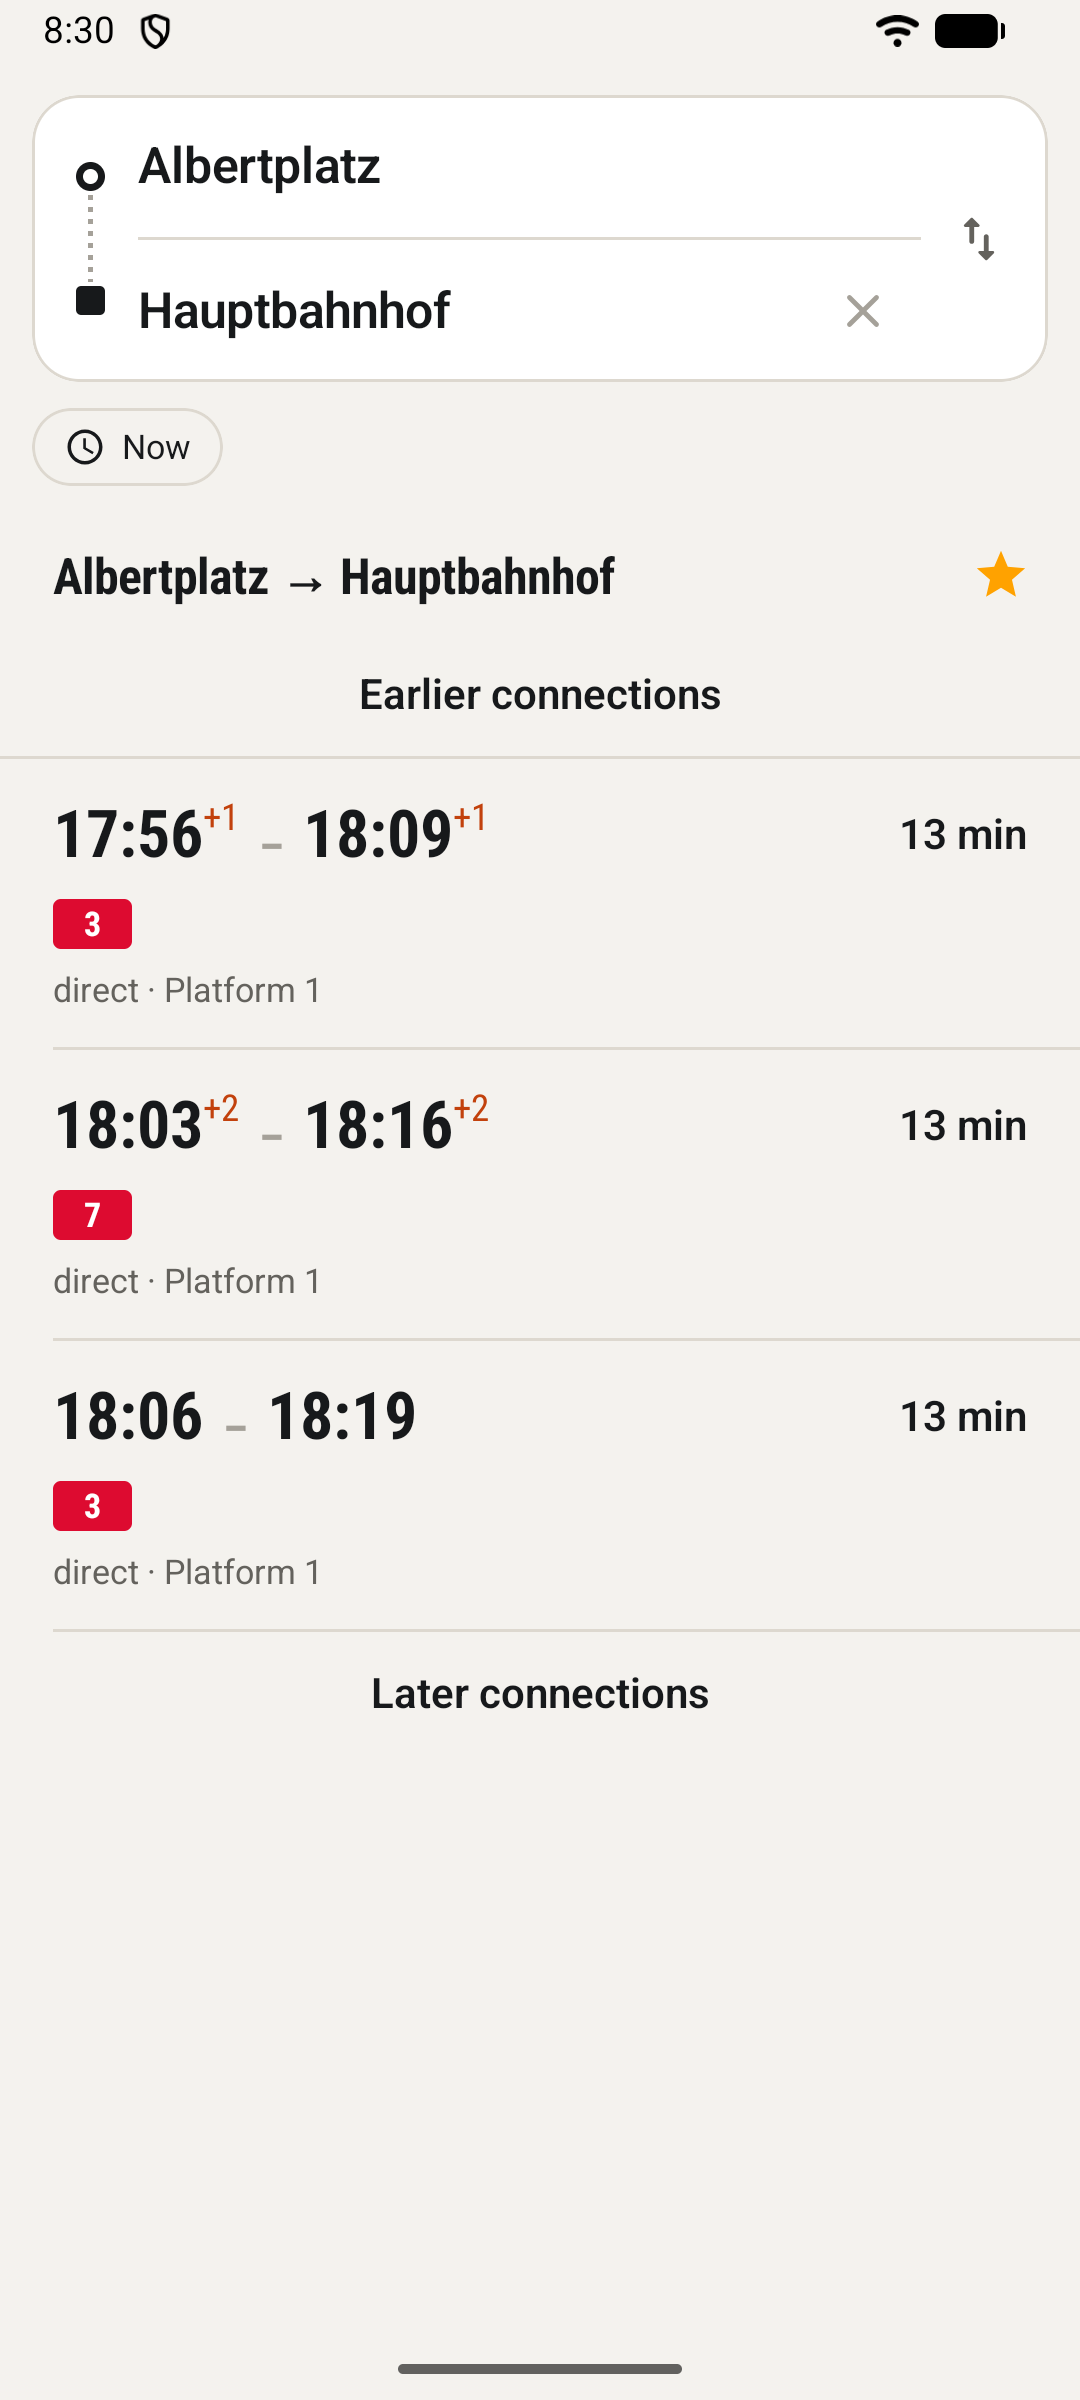 8:30
Albertplatz
Hauptbahnhof
Now
Albertplatz → Hauptbahnhof
Earlier connections
17:56+1 – 18:09+1 13 min
3
direct · Platform 1
18:03+2 – 18:16+2 13 min
7
direct · Platform 1
18:06 – 18:19 13 min
3
direct · Platform 1
Later connections